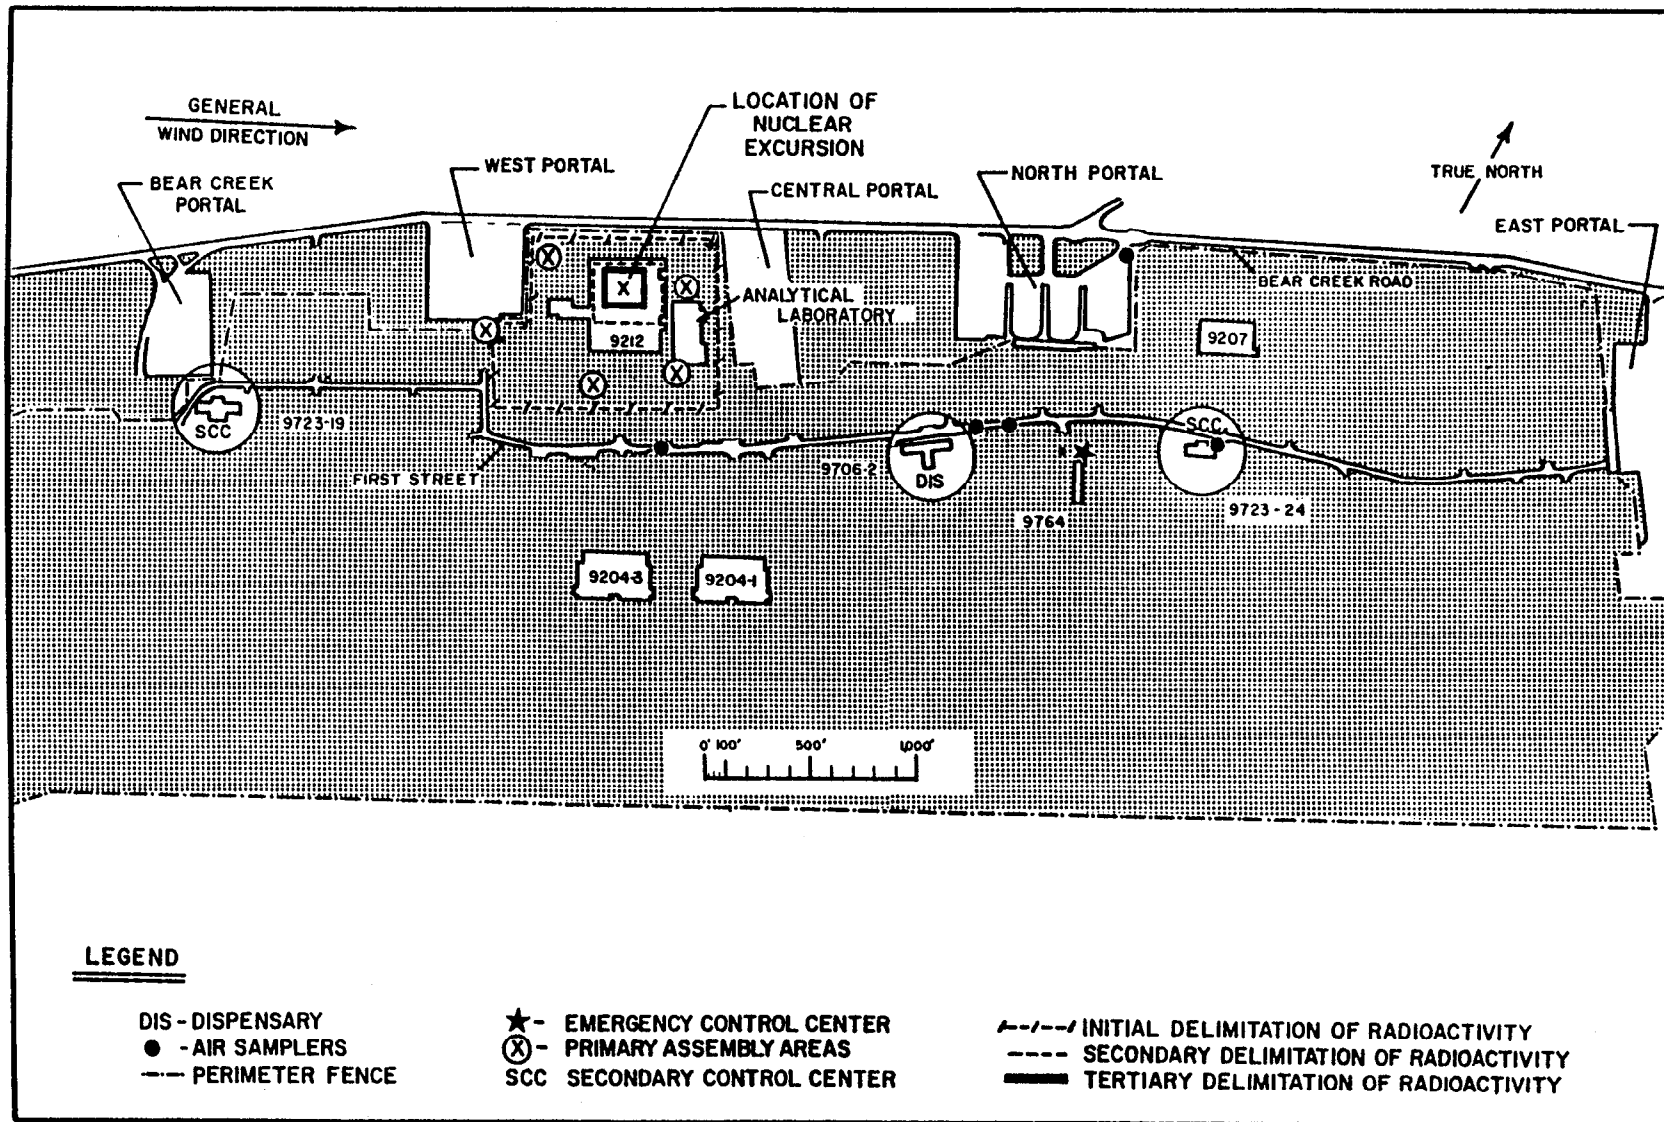 GENERAL
WIND DIRECTION
LOCATION OF
NUCLEAR
EXCURSION
WEST PORTAL
BEAR CREEK
PORTAL
CENTRAL PORTAL
NORTH PORTAL
TRUE NORTH
EAST PORTAL
BEAR CREEK ROAD
X
X
X
X
ANALYTICAL
LABORATORY
X
9212
9207
X
X
SCC
9723-19
FIRST STREET
9706-2
DIS
9764
SCC
9723-24
9204-3
9204-1
0' 100' 500' 1,000'
LEGEND
DIS - DISPENSARY
● - AIR SAMPLERS
—·— PERIMETER FENCE
★ - EMERGENCY CONTROL CENTER
Ⓧ - PRIMARY ASSEMBLY AREAS
SCC SECONDARY CONTROL CENTER
INITIAL DELIMITATION OF RADIOACTIVITY
SECONDARY DELIMITATION OF RADIOACTIVITY
TERTIARY DELIMITATION OF RADIOACTIVITY